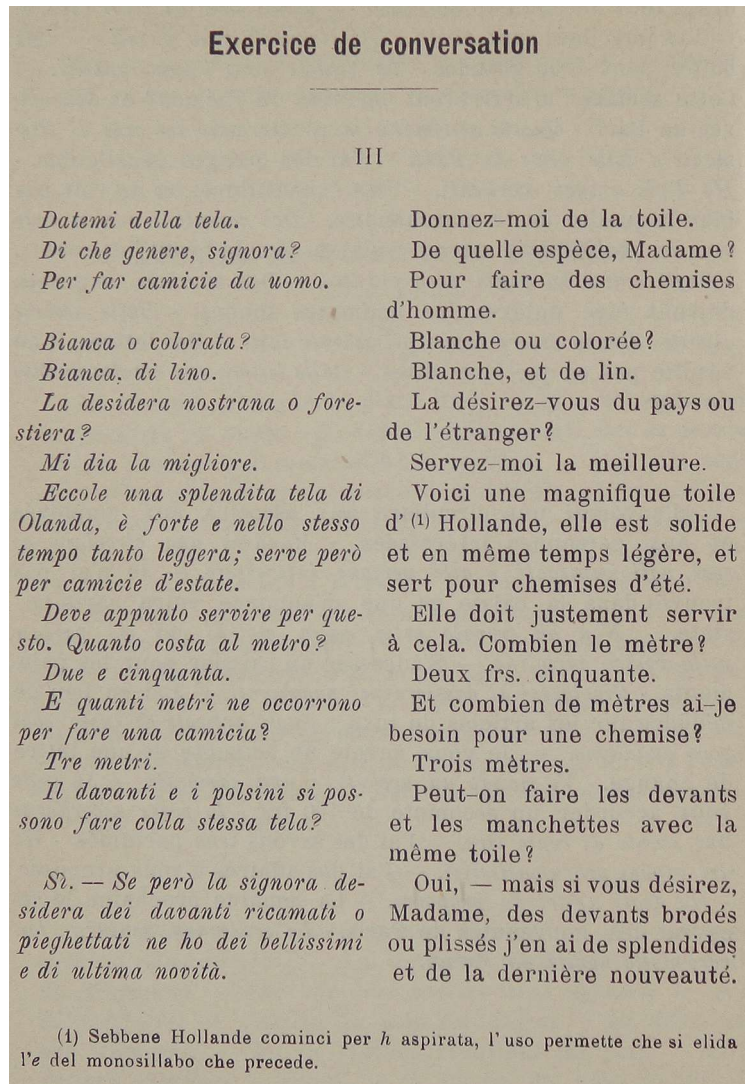 Exercice de conversation
III
Datemi della tela.
Di che genere, signora?
Per far camicie da uomo.
Bianca o colorata?
Bianca, di lino.
La desidera nostrana o fore-
stiera?
Mi dia la migliore.
Eccole una splendita tela di
Olanda, è forte e nello stesso
tempo tanto leggera; serve però
per camicie d'estate.
Deve appunto servire per que-
sto. Quanto costa al metro?
Due e cinquanta.
E quanti metri ne occorrono
per fare una camicia?
Tre metri.
Il davanti e i polsini si pos-
sono fare colla stessa tela?
Sì. — Se però la signora de-
sidera dei davanti ricamati o
pieghettati ne ho dei bellissimi
e di ultima novità.
Donnez-moi de la toile.
De quelle espèce, Madame?
Pour faire des chemises
d'homme.
Blanche ou colorée?
Blanche, et de lin.
La désirez-vous du pays ou
de l'étranger?
Servez-moi la meilleure.
Voici une magnifique toile
d' (1) Hollande, elle est solide
et en même temps légère, et
sert pour chemises d'été.
Elle doit justement servir
à cela. Combien le mètre?
Deux frs. cinquante.
Et combien de mètres ai-je
besoin pour une chemise?
Trois mètres.
Peut-on faire les devants
et les manchettes avec la
même toile?
Oui, — mais si vous désirez,
Madame, des devants brodés
ou plissés j'en ai de splendides
et de la dernière nouveauté.
(1) Sebbene Hollande cominci per h aspirata, l'uso permette che si elida
l'e del monosillabo che precede.